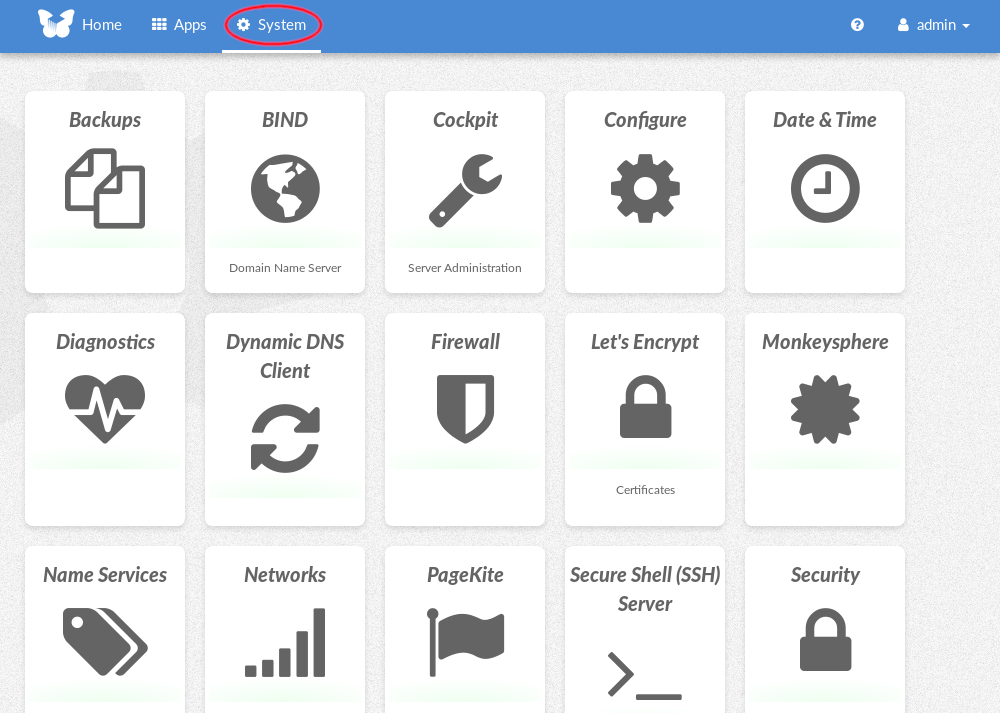 Home Apps System admin
Backups BIND Cockpit Configure Date & Time
Domain Name Server Server Administration
Diagnostics Dynamic DNS Firewall Let's Encrypt Monkeysphere
Client
Certificates
Name Services Networks PageKite Secure Shell (SSH) Security
Server